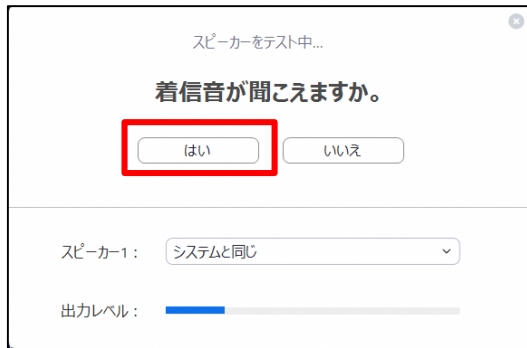 スピーカーをテスト中...
着信音が聞こえますか。
はい いいえ
スピーカー1： システムと同じ
出力レベル：